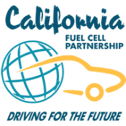 California
FUEL CELL
PARTNERSHIP
DRIVING FOR THE FUTURE